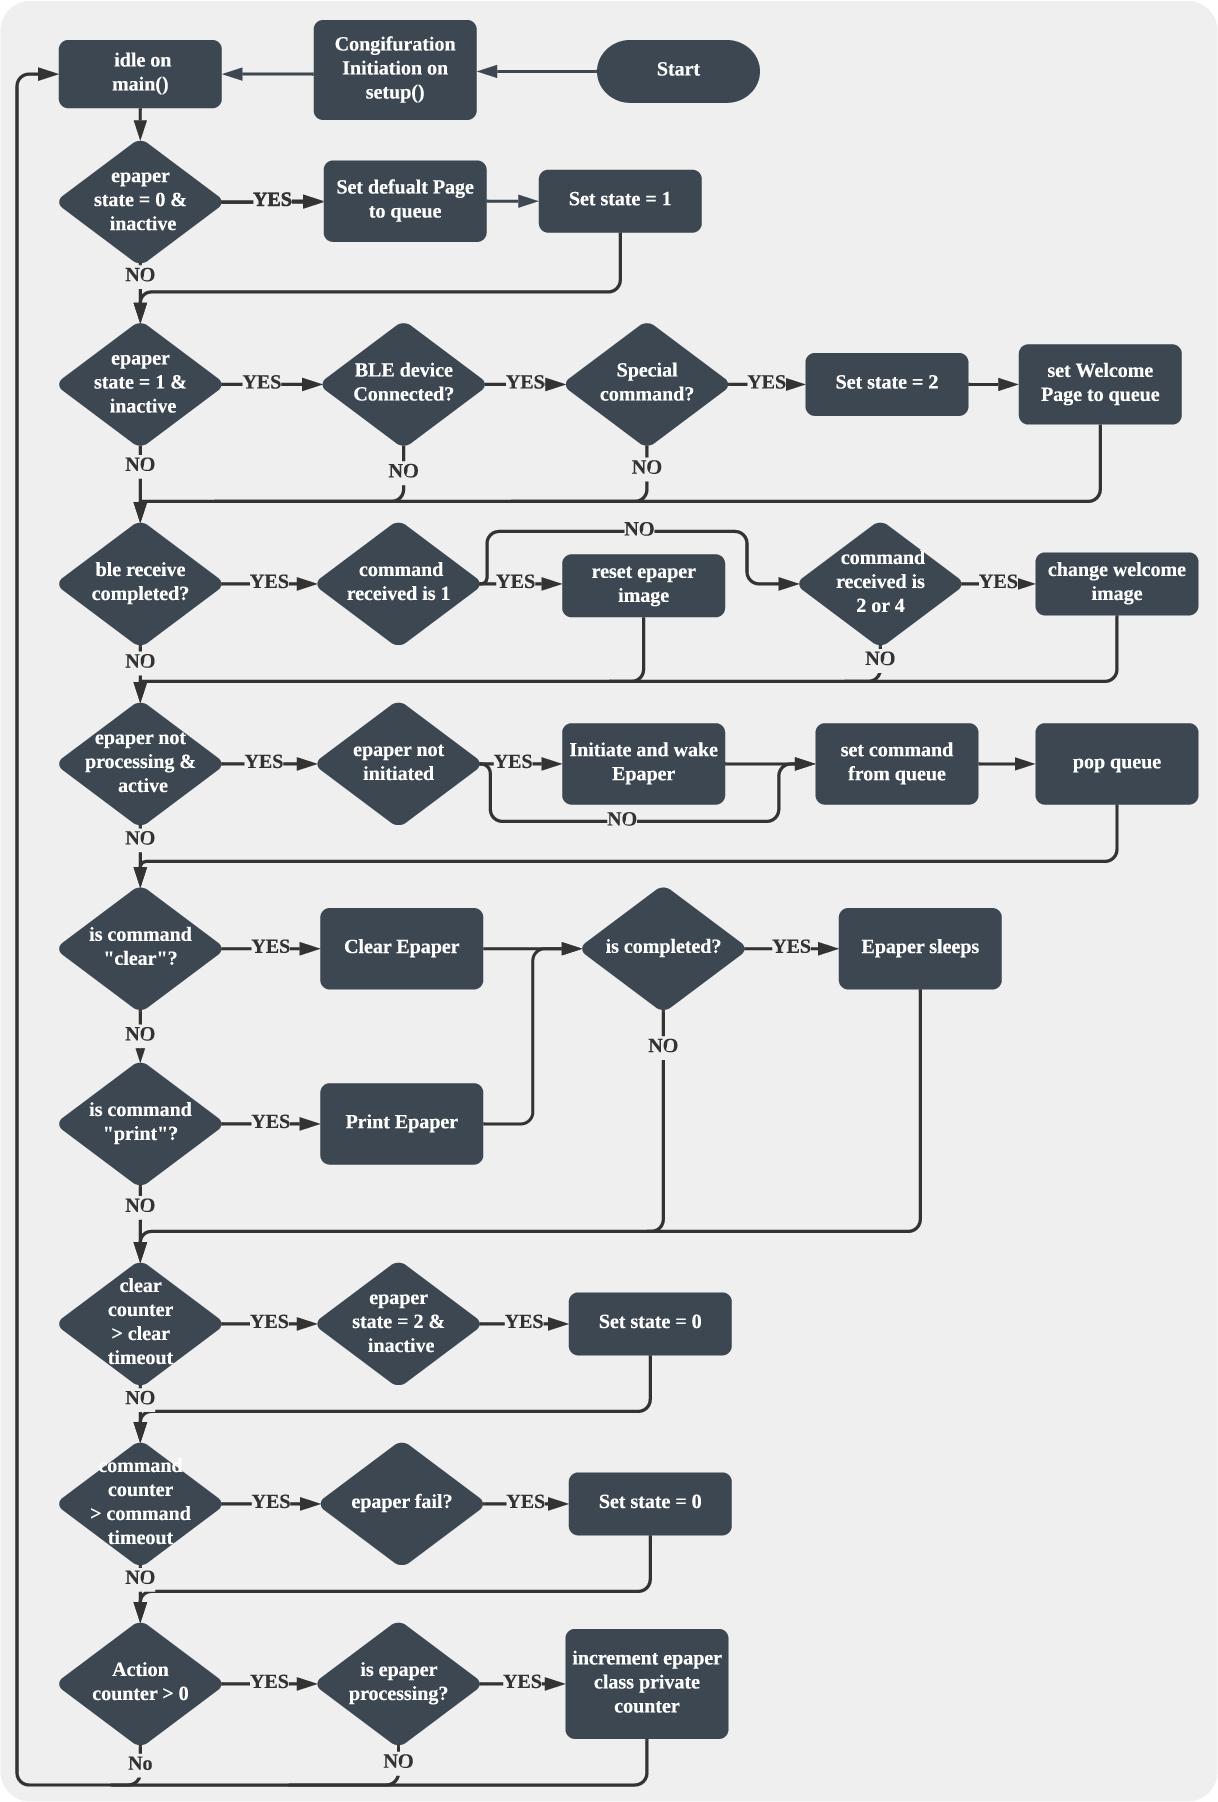 idle on
main()
Congifuration
Initiation on
setup()
Start
epaper
state = 0 &
inactive
YES
Set defualt Page
to queue
Set state = 1
NO
epaper
state = 1 &
inactive
YES
BLE device
Connected?
YES
Special
command?
YES
Set state = 2
set Welcome
Page to queue
NO
NO
NO
ble receive
completed?
YES
command
received is 1
NO
YES
reset epaper
image
command
received is
2 or 4
YES
change welcome
image
NO
NO
epaper not
processing &
active
YES
epaper not
initiated
YES
Initiate and wake
Epaper
set command
from queue
pop queue
NO
NO
is command
"clear"?
YES
Clear Epaper
is completed?
YES
Epaper sleeps
NO
NO
is command
"print"?
YES
Print Epaper
NO
clear
counter
> clear
timeout
YES
epaper
state = 2 &
inactive
YES
Set state = 0
NO
command
counter
> command
timeout
YES
epaper fail?
YES
Set state = 0
NO
Action
counter > 0
YES
is epaper
processing?
YES
increment epaper
class private
counter
No
NO